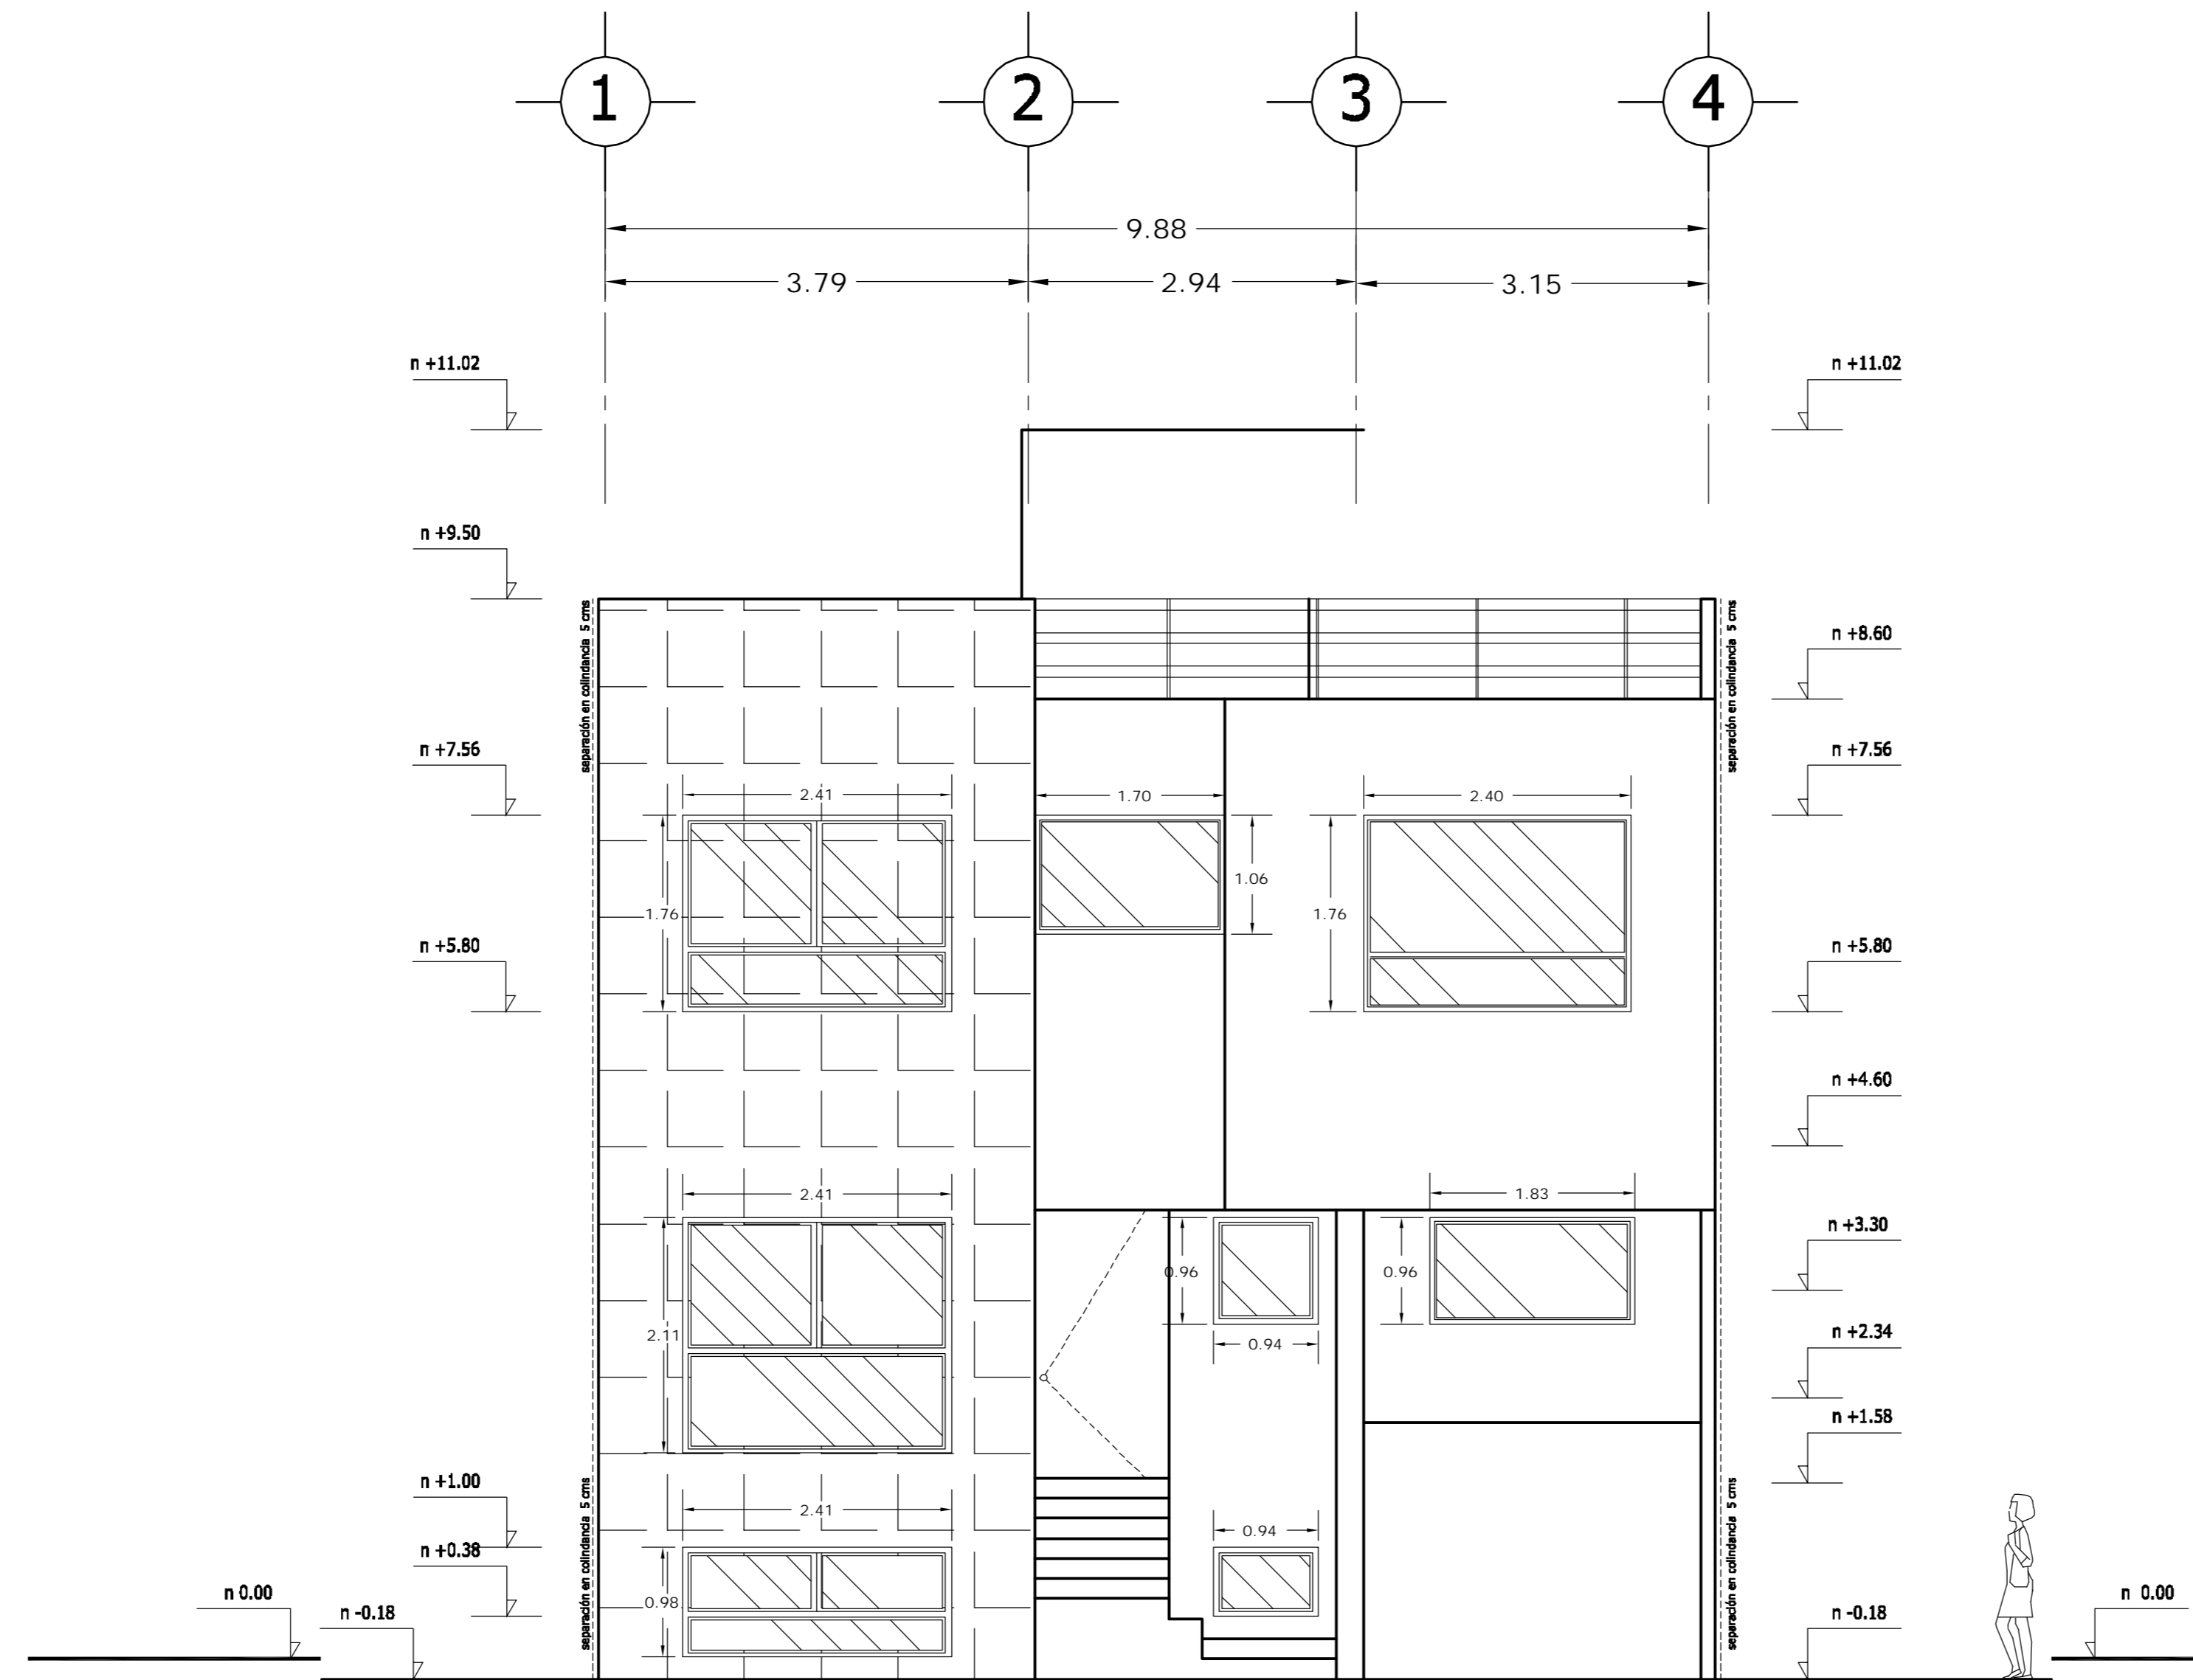 1 2 3 4
9.88
3.79 2.94 3.15
n +11.02 n +11.02
n +9.50
separación en colindancia 5 cms
separación en colindancia 5 cms
n +8.60
n +7.56 n +7.56
2.41 1.70 2.40
1.06
1.76 1.76
n +5.80 n +5.80
n +4.60
2.41 1.83
n +3.30
0.96 0.96
2.11 0.94
n +2.34
n +1.58
n +1.00
separación en colindancia 5 cms
separación en colindancia 5 cms
2.41 0.94
n +0.38
0.98
n 0.00 n -0.18 n -0.18 n 0.00